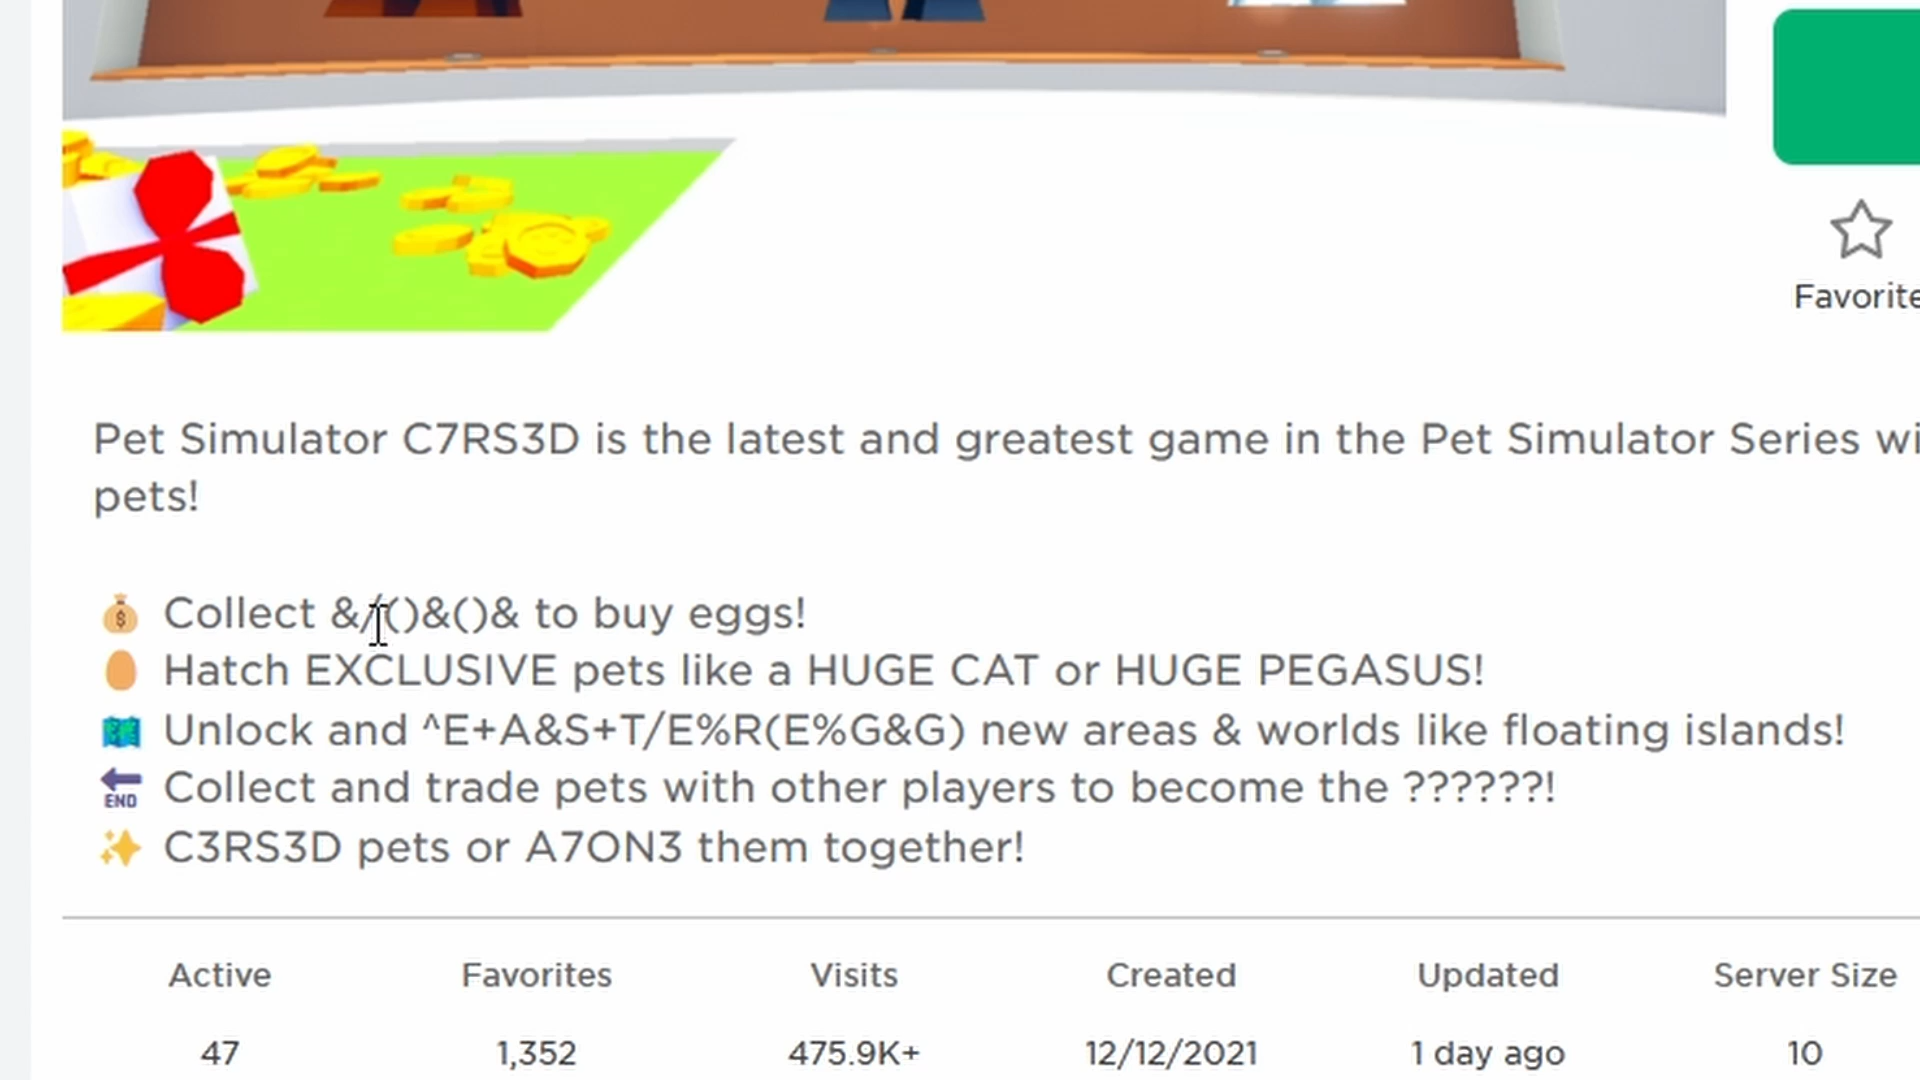 Favorite
Pet Simulator C7RS3D is the latest and greatest game in the Pet Simulator Series
pets!
Collect &/()&()& to buy eggs!
Hatch EXCLUSIVE pets like a HUGE CAT or HUGE PEGASUS!
Unlock and ^E+A&S+T/E%R(E%G&G) new areas & worlds like floating islands!
END Collect and trade pets with other players to become the ??????!
C3RS3D pets or A7ON3 them together!
Active Favorites Visits Created Updated Server Size
47 1,352 475.9K+ 12/12/2021 1 day ago 10